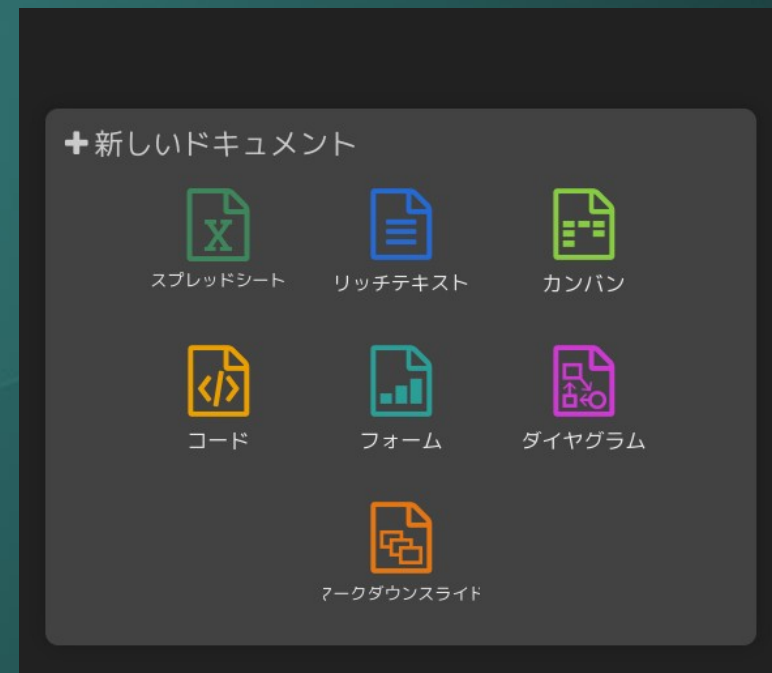 新しいドキュメント
スプレッドシート
リッチテキスト
カンバン
コード
フォーム
ダイヤグラム
マークダウンスライド